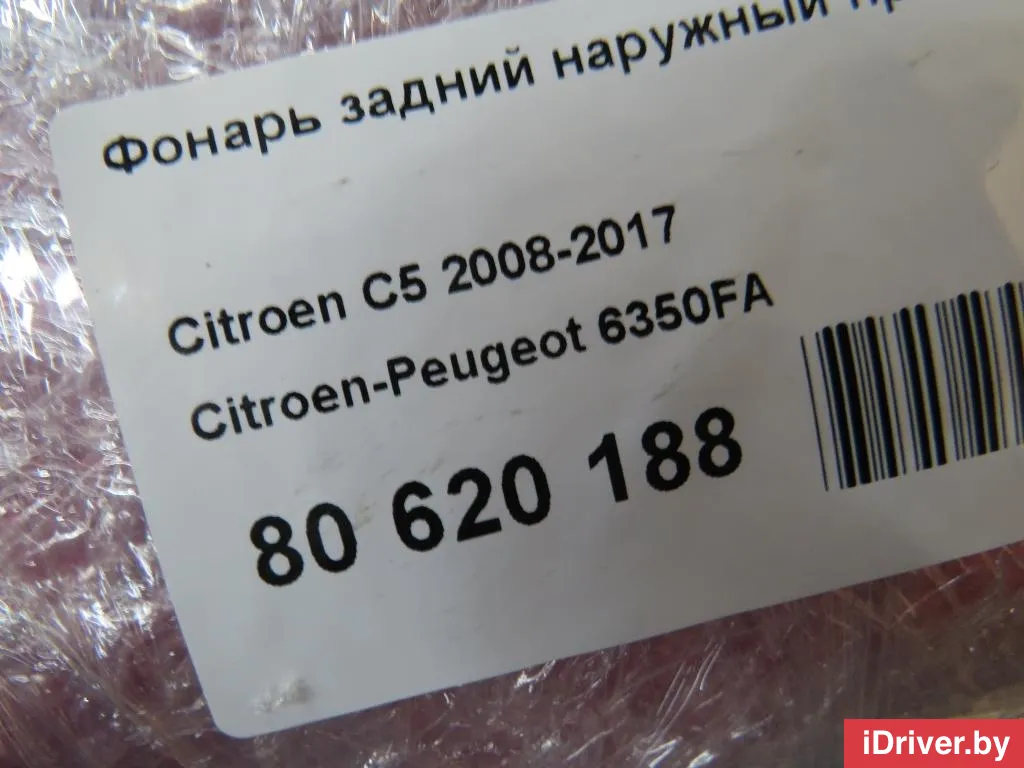 Фонарь задний наружный
Citroen C5 2008-2017
Citroen-Peugeot 6350FA
80 620 188
iDriver.by